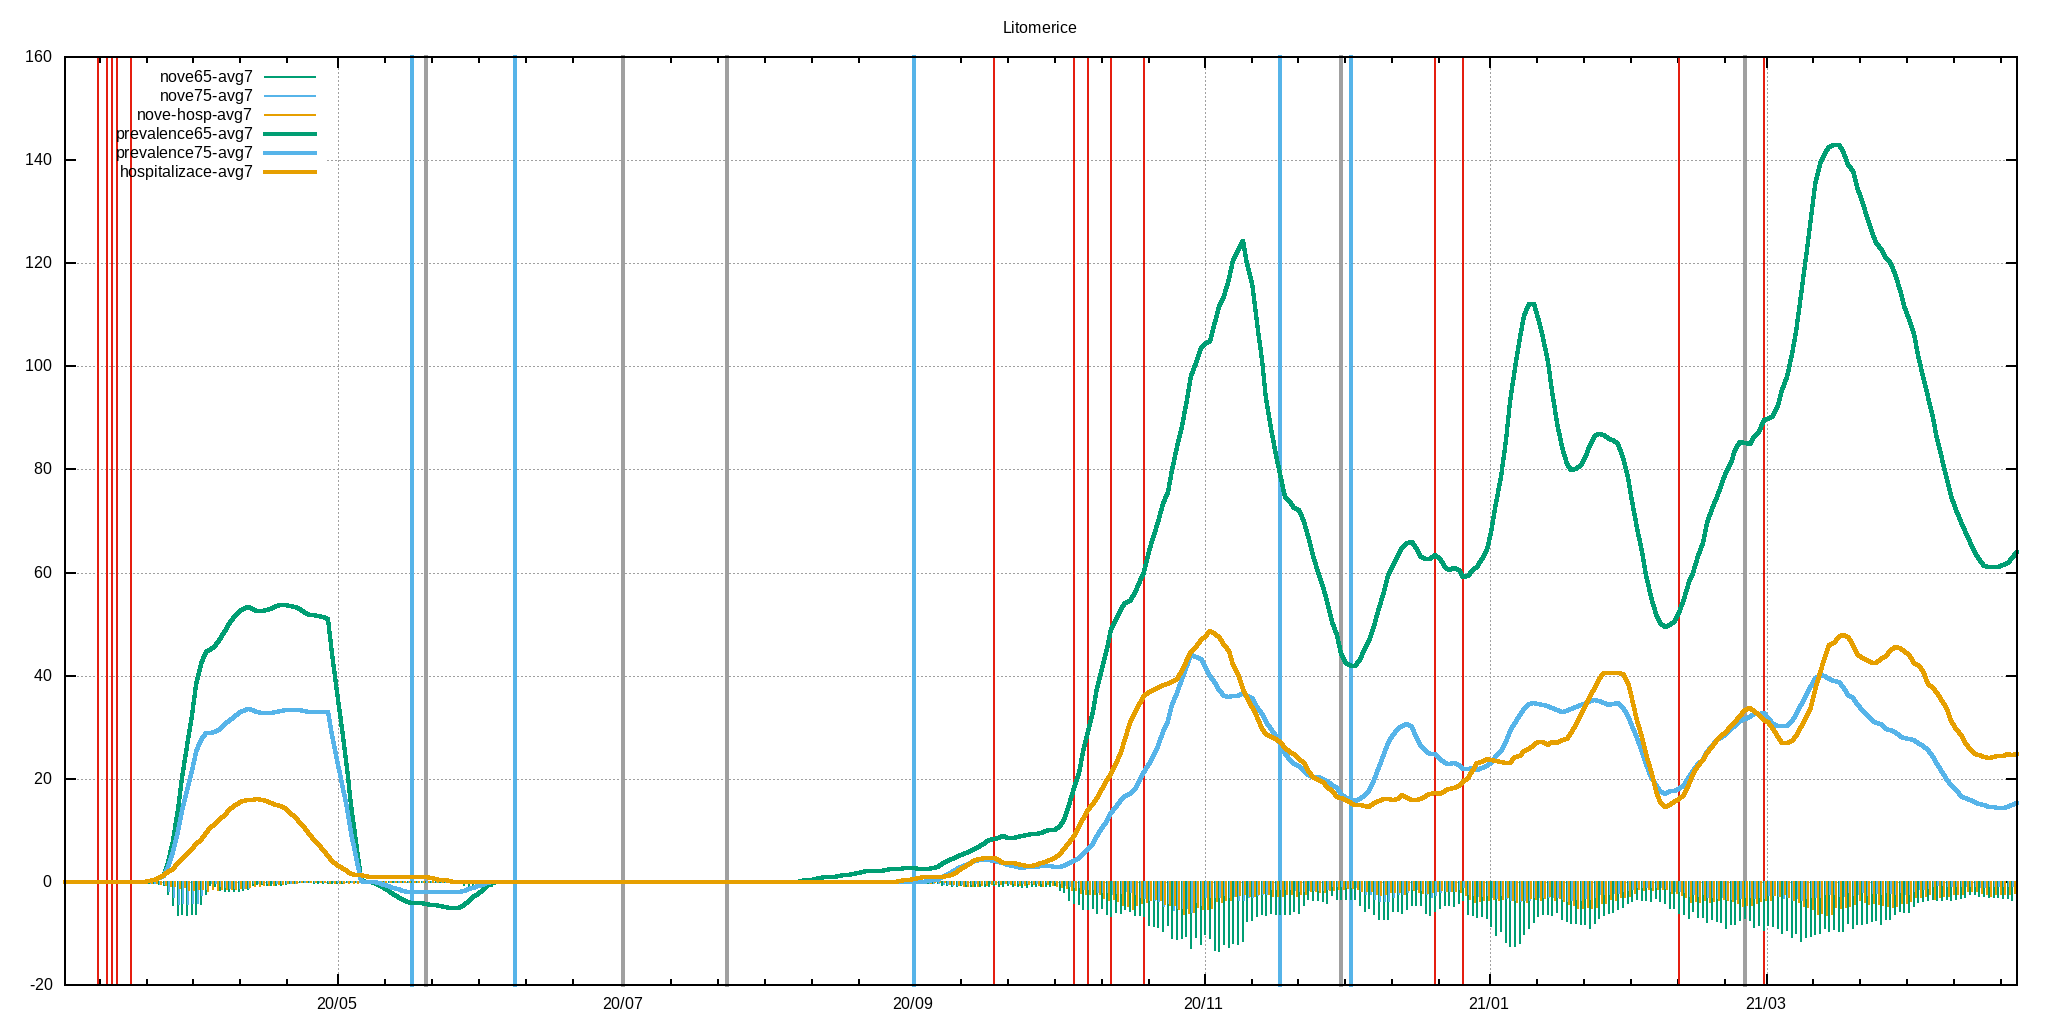 Litomerice
160
140
120
100
80
60
40
20
0
-20
nove65-avg7
nove75-avg7
nove-hosp-avg7
prevalence65-avg7
prevalence75-avg7
hospitalizace-avg7
20/05 20/07 20/09 20/11 21/01 21/03